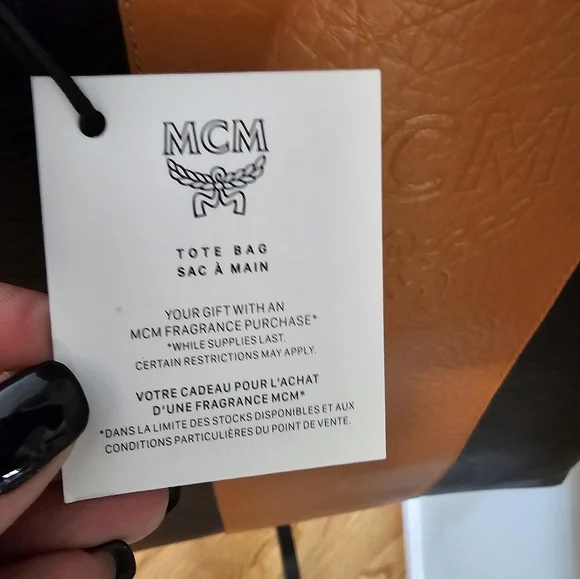 MCM
TOTE BAG
SAC À MAIN
YOUR GIFT WITH AN
MCM FRAGRANCE PURCHASE*
*WHILE SUPPLIES LAST.
CERTAIN RESTRICTIONS MAY APPLY.
VOTRE CADEAU POUR L'ACHAT
D'UNE FRAGRANCE MCM*
*DANS LA LIMITE DES STOCKS DISPONIBLES ET AUX
CONDITIONS PARTICULIÈRES DU POINT DE VENTE.
CM